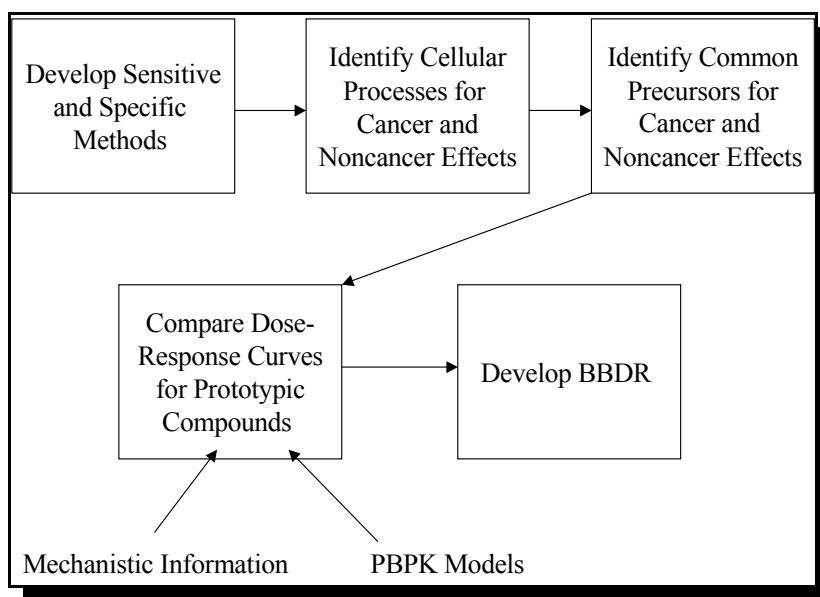 Develop Sensitive
and Specific
Methods
Identify Cellular
Processes for
Cancer and
Noncancer Effects
Identify Common
Precursors for
Cancer and
Noncancer Effects
Compare Dose-
Response Curves
for Prototypic
Compounds
Develop BBDR
Mechanistic Information
PBPK Models